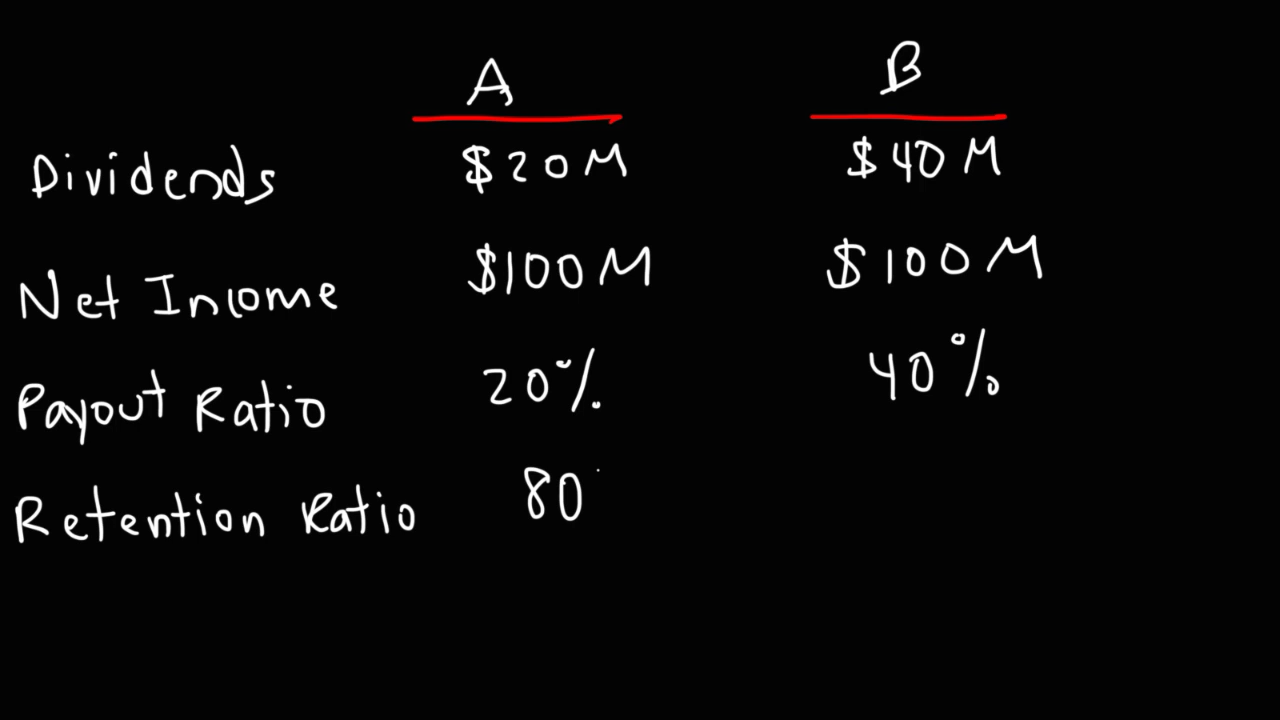 A B
Dividends $20M $40M
Net Income $100M $100M
Payout Ratio 20% 40%
Retention Ratio 80